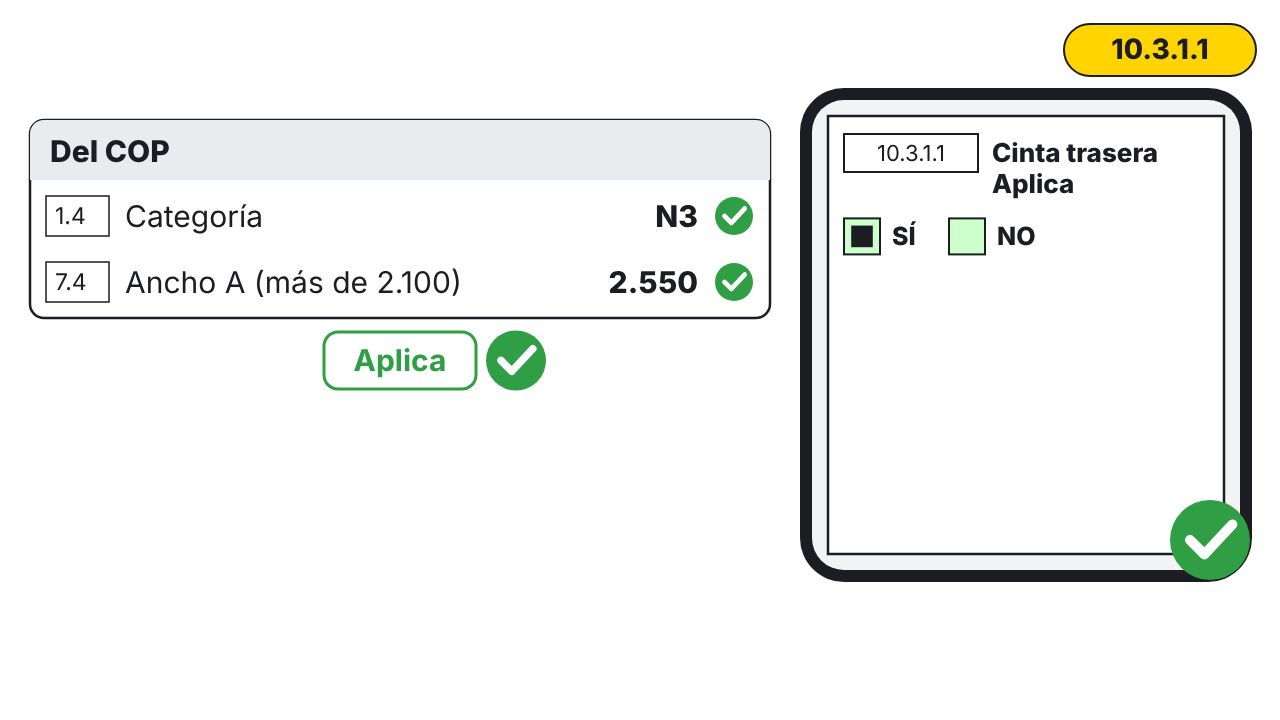 10.3.1.1
Del COP
1.4 Categoría N3
7.4 Ancho A (más de 2.100) 2.550
Aplica
10.3.1.1 Cinta trasera
Aplica
SÍ NO